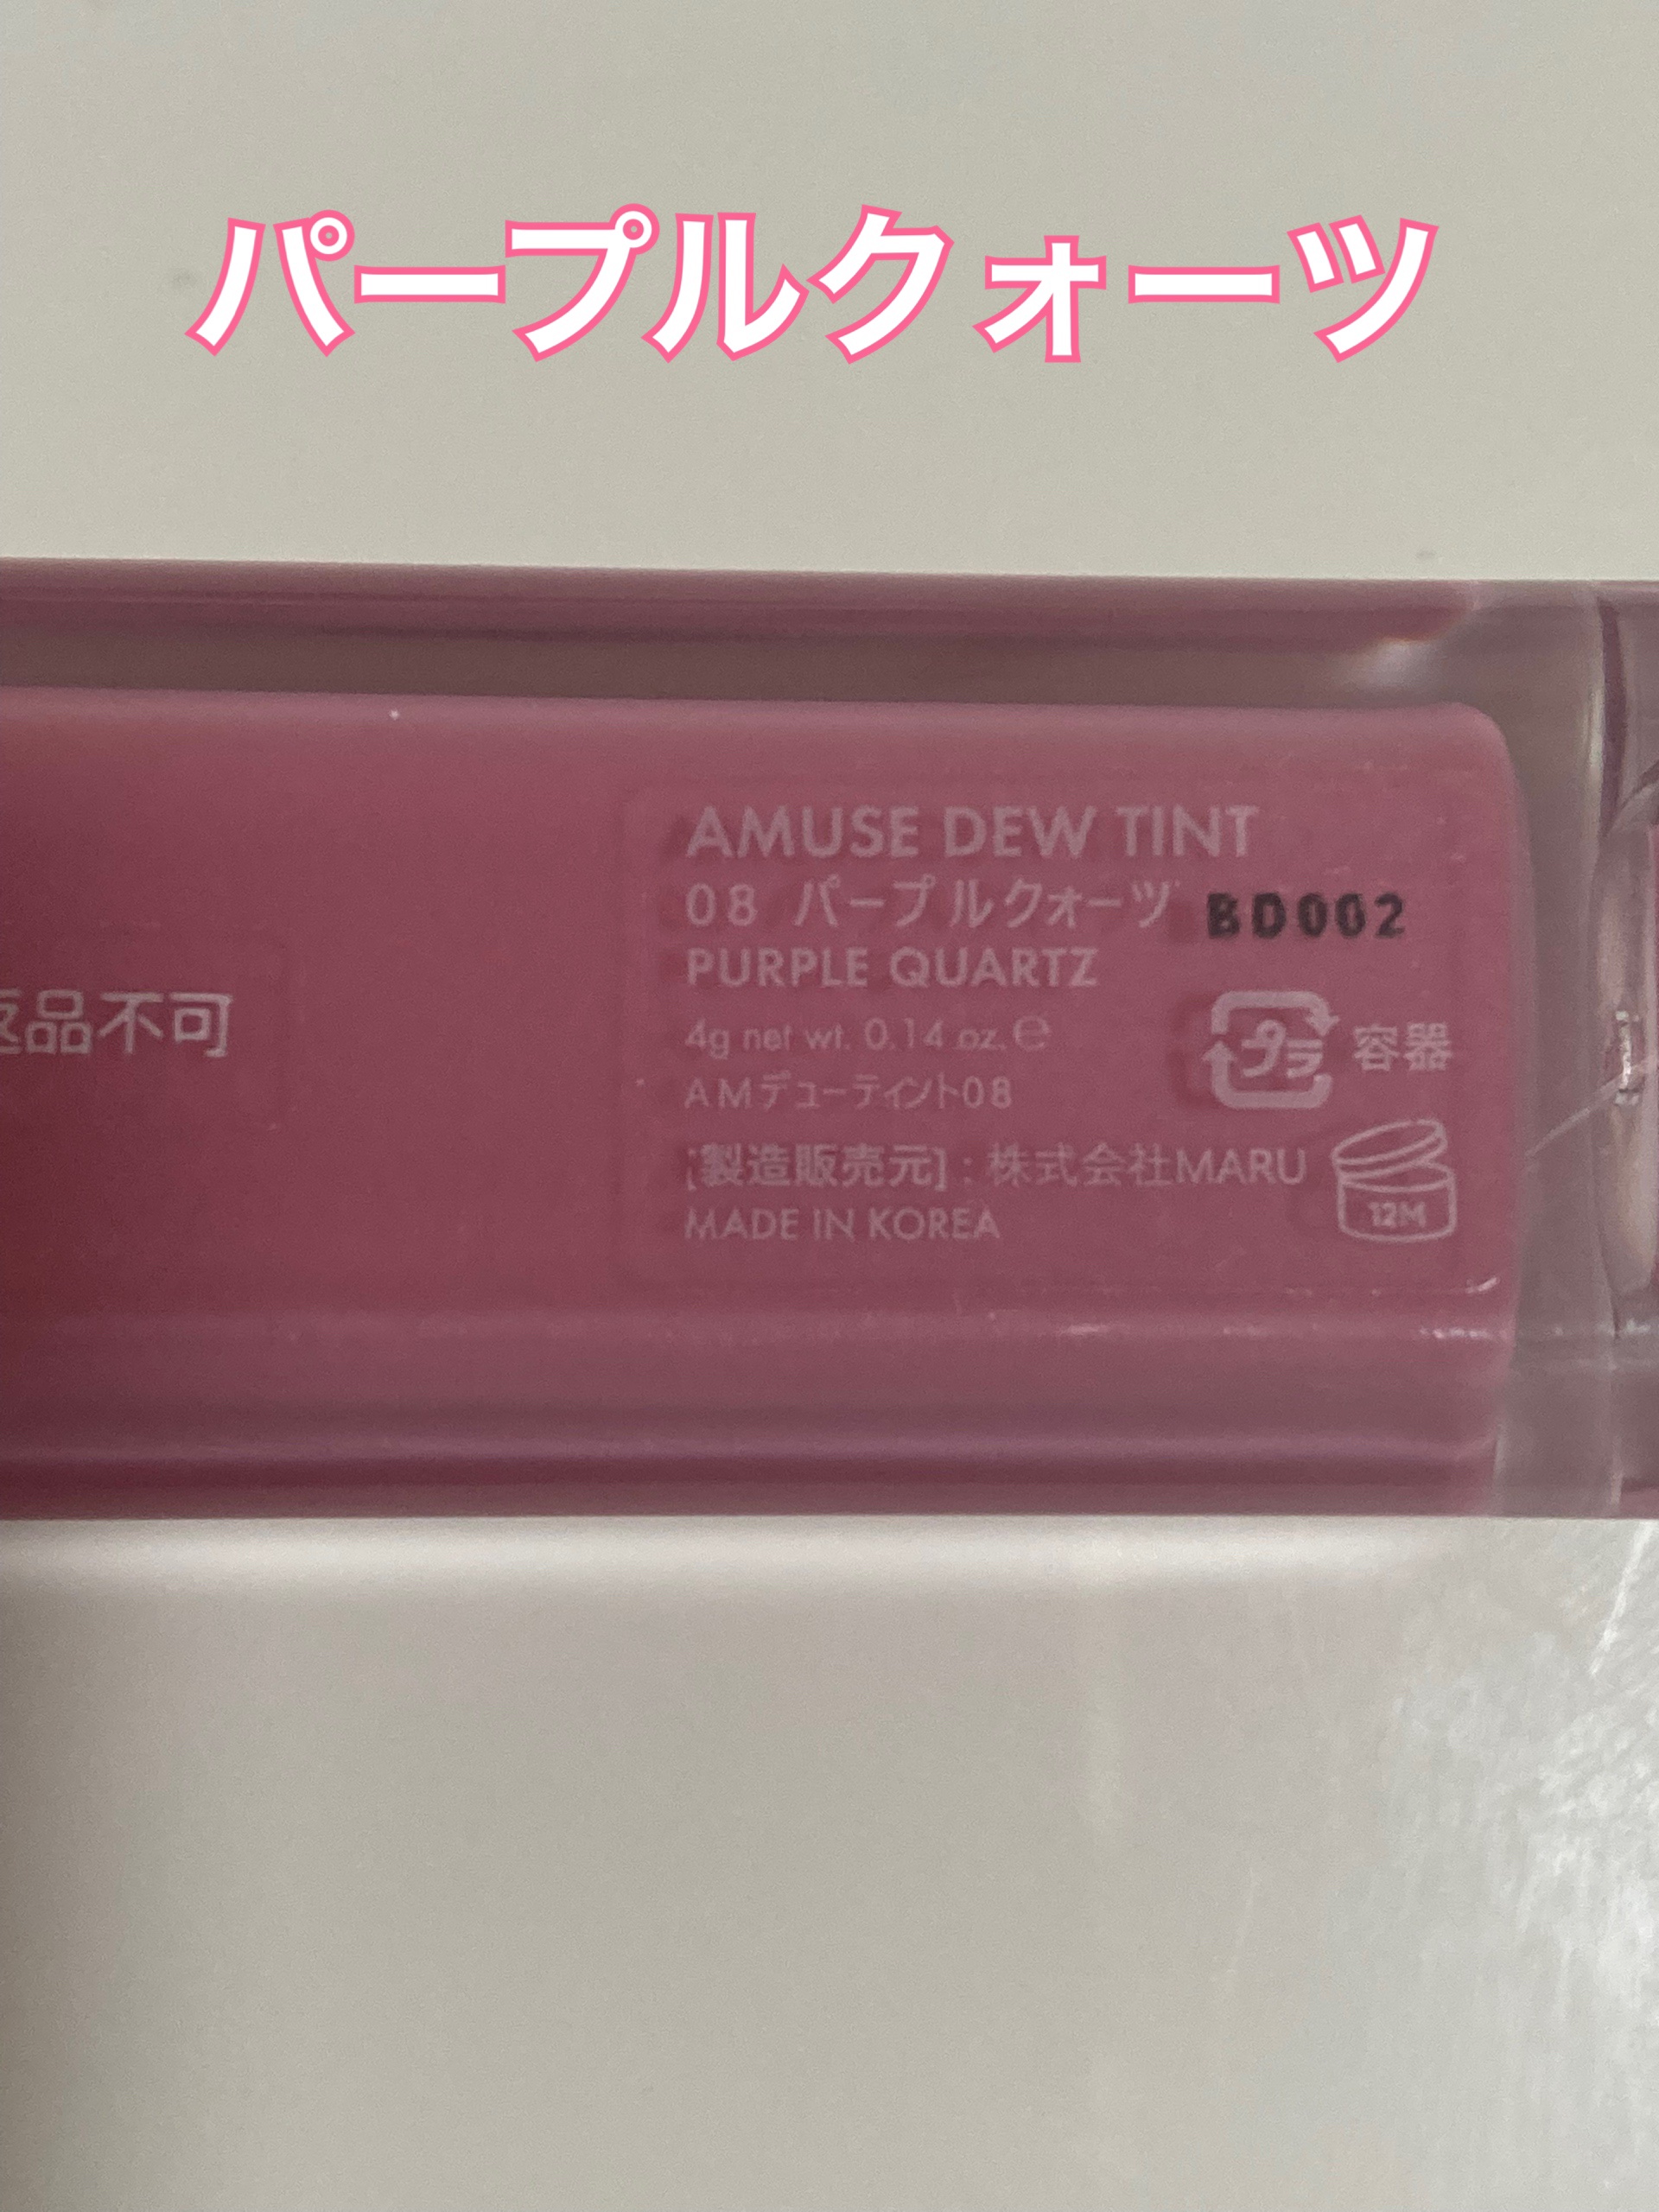 パープルクォーツ
品不可
AMUSE DEW TINT
08 パープルクォーツ BD002
PURPLE QUARTZ
4g net wt. 0.14 oz. ℮
AMデューティント08
プラ 容器
[製造販売元] : 株式会社MARU
MADE IN KOREA
12M